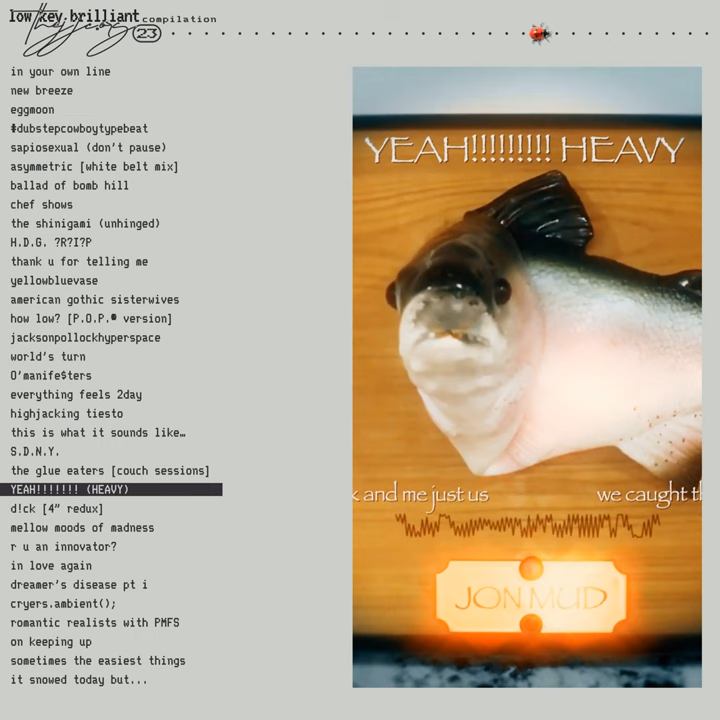 low key brilliant compilation
23
in your own line
new breeze
eggmoon
#dubstepcowboytypebeat
sapiosexual (don't pause)
asymmetric [white belt mix]
ballad of bomb hill
chef shows
the shinigami (unhinged)
H.D.G. ?R?I?P
thank u for telling me
yellowbluevase
american gothic sisterwives
how low? [P.O.P.® version]
jacksonpollockhyperspace
world's turn
O'manife$ters
everything feels 2day
highjacking tiesto
this is what it sounds like…
S.D.N.Y.
the glue eaters [couch sessions]
YEAH!!!!!!! (HEAVY)
d!ck [4” redux]
mellow moods of madness
r u an innovator?
in love again
dreamer's disease pt i
cryers.ambient();
romantic realists with PMFS
on keeping up
sometimes the easiest things
it snowed today but...
YEAH!!!!!!!!! HEAVY
and me just us
we caught
JON MUD